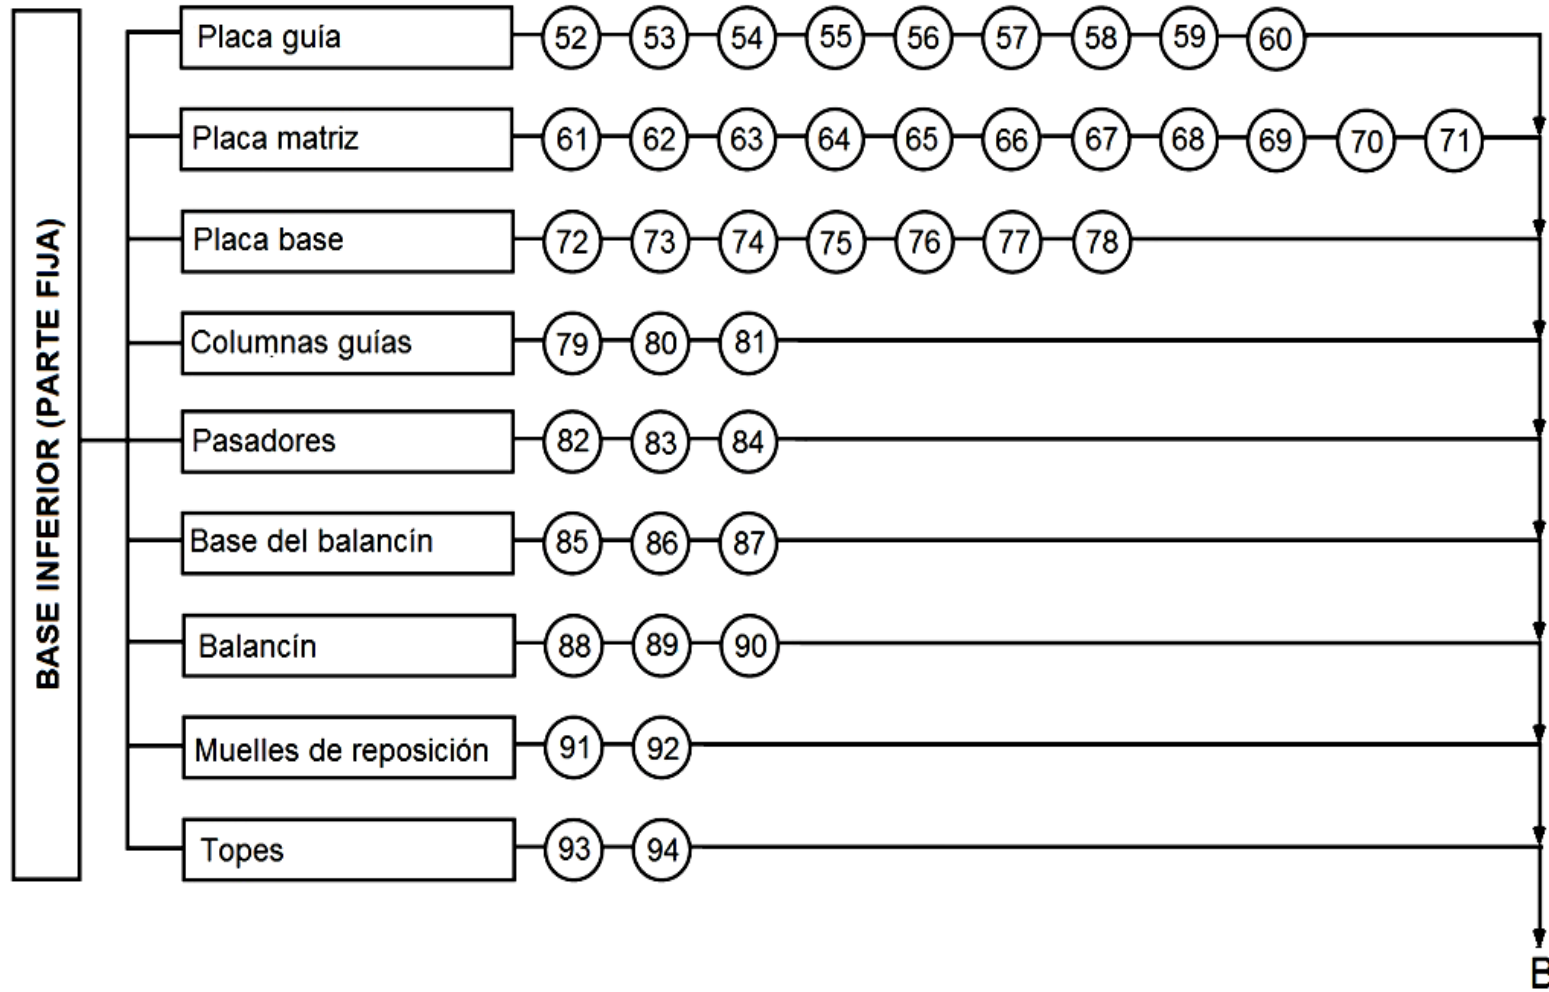 BASE INFERIOR (PARTE FIJA)
Placa guía 52 53 54 55 56 57 58 59 60
Placa matriz 61 62 63 64 65 66 67 68 69 70 71
Placa base 72 73 74 75 76 77 78
Columnas guías 79 80 81
Pasadores 82 83 84
Base del balancín 85 86 87
Balancín 88 89 90
Muelles de reposición 91 92
Topes 93 94
B